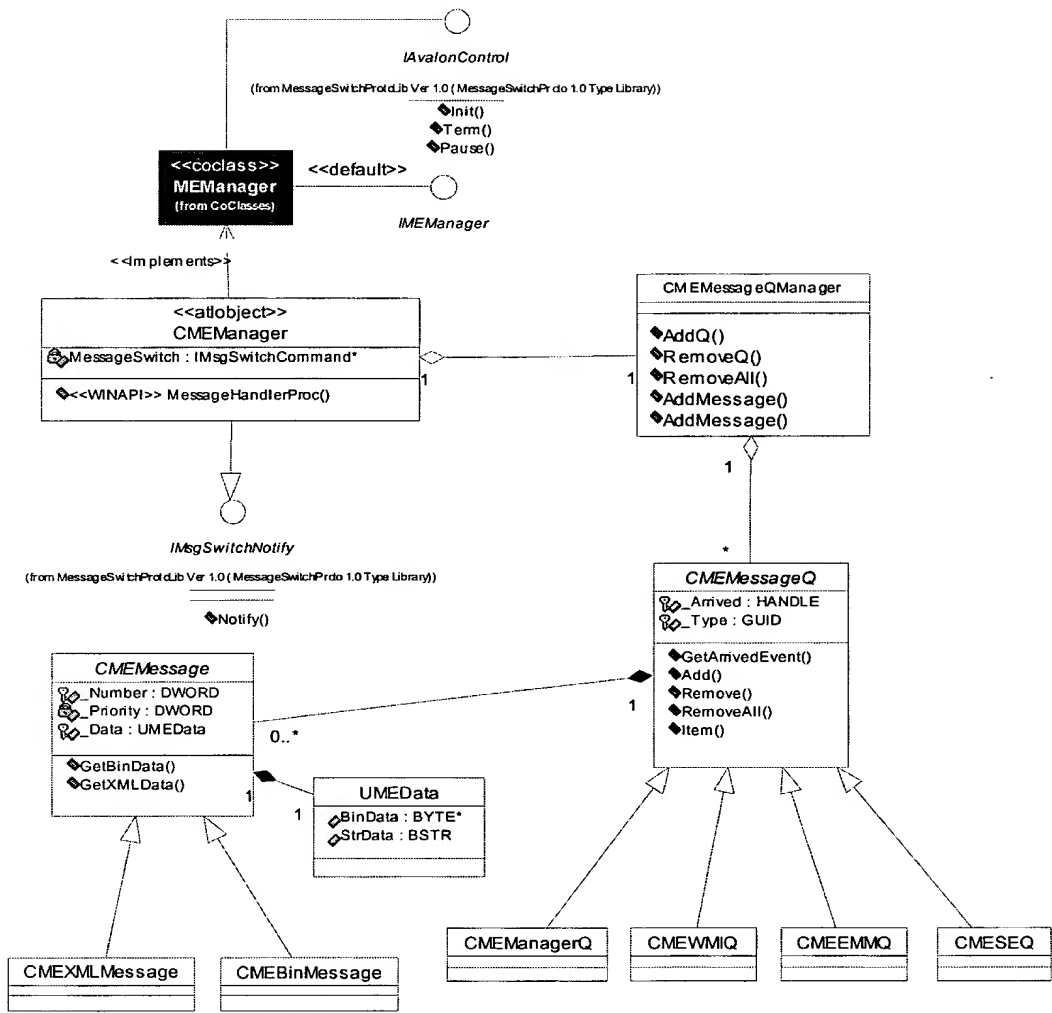 IAvalonControl
(from MessageSwitchProtoLib Ver 1.0 ( MessageSwitchProto 1.0 Type Library))
Init()
Term()
Pause()
<<coclass>>
MEManager
(from CoClasses)
<<default>>
IMEManager
<<Implements>>
<<atlobject>>
CMEManager
MessageSwitch : IMsgSwitchCommand*
<<WINAPI>> MessageHandlerProc()
1
1
CMEMessageQManager
AddQ()
RemoveQ()
RemoveAll()
AddMessage()
AddMessage()
1
*
IMsgSwitchNotify
(from MessageSwitchProtoLib Ver 1.0 ( MessageSwitchProto 1.0 Type Library))
Notify()
CMEMessageQ
_Arrived : HANDLE
_Type : GUID
GetArrivedEvent()
Add()
Remove()
RemoveAll()
Item()
1
0..*
CMEMessage
_Number : DWORD
_Priority : DWORD
_Data : UMEData
GetBinData()
GetXMLData()
1
1
UMEData
BinData : BYTE*
StrData : BSTR
CMEXMLMessage
CMEBinMessage
CMEManagerQ
CMEWMIQ
CMEEMMQ
CMESEQ